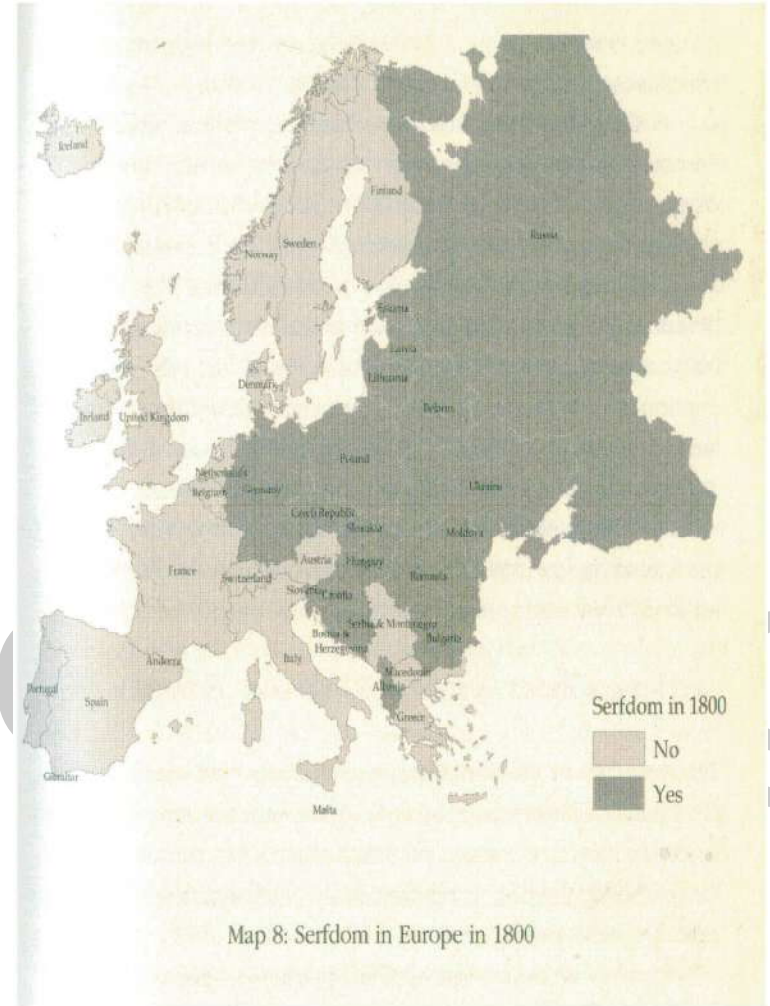 Iceland
Finland
Russia
Sweden
Norway
Estonia
Latvia
Denmark
Lithuania
Belarus
Ireland
United Kingdom
Netherlands
Poland
Belgium
Germany
Ukraine
Czech Republic
Slovakia
Moldova
Austria
Hungary
France
Switzerland
Romania
Slovenia
Croatia
Serbia & Montenegro
Bosnia &
Herzegovina
Bulgaria
Andorra
Italy
Macedonia
Portugal
Albania
Spain
Greece
Gibraltar
Malta
Serfdom in 1800
No
Yes
Map 8: Serfdom in Europe in 1800